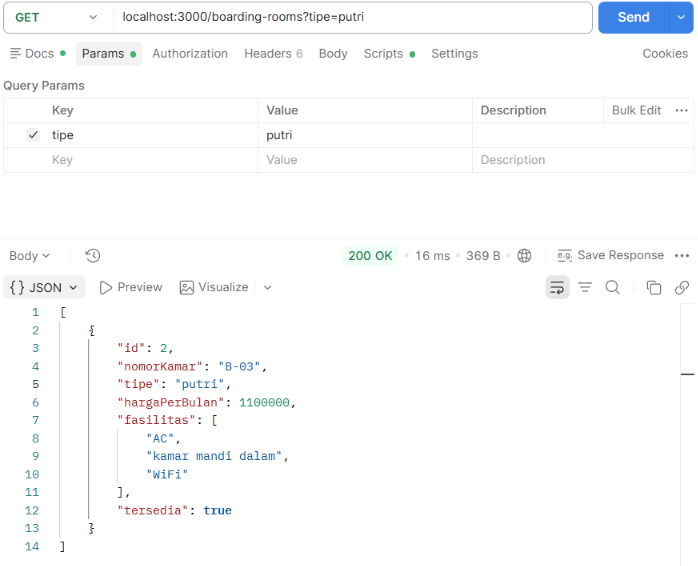 GET localhost:3000/boarding-rooms?tipe=putri Send
Docs Params Authorization Headers 6 Body Scripts Settings Cookies
Query Params
Key Value Description Bulk Edit
tipe putri
Key Value Description
Body 200 OK 16 ms 369 B e.g. Save Response
{} JSON Preview Visualize
1 [
2 {
3 "id": 2,
4 "nomorKamar": "B-03",
5 "tipe": "putri",
6 "hargaPerBulan": 1100000,
7 "fasilitas": [
8 "AC",
9 "kamar mandi dalam",
10 "WiFi"
11 ],
12 "tersedia": true
13 }
14 ]